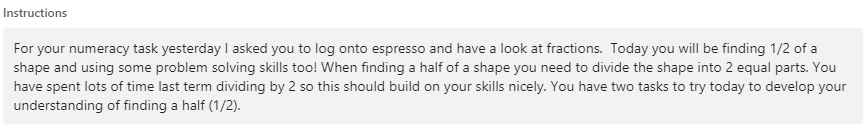 Instructions
For your numeracy task yesterday I asked you to log onto espresso and have a look at fractions.  Today you will be finding 1/2 of a
shape and using some problem solving skills too! When finding a half of a shape you need to divide the shape into 2 equal parts. You
have spent lots of time last term dividing by 2 so this should build on your skills nicely. You have two tasks to try today to develop your
understanding of finding a half (1/2).